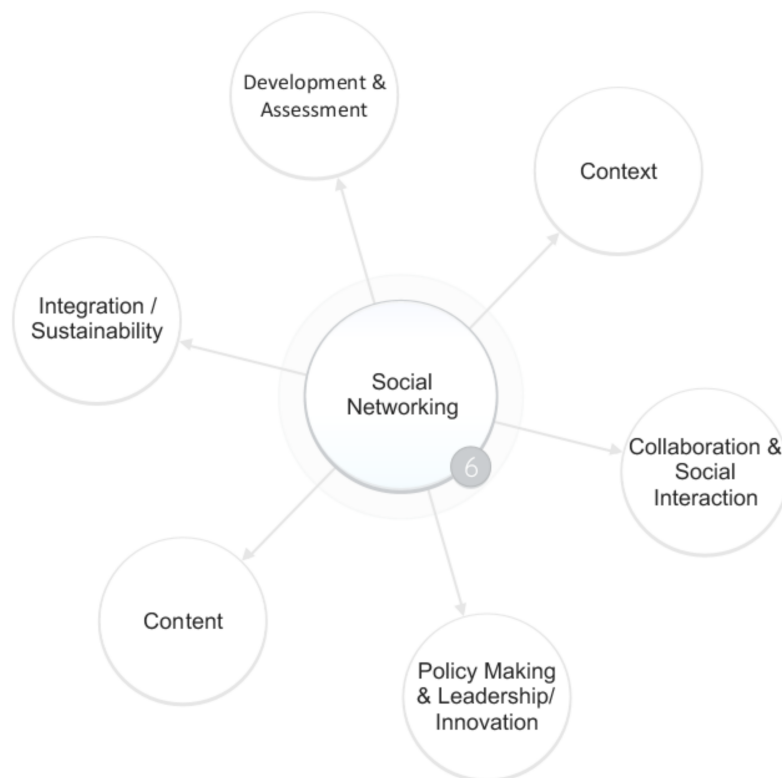 Development &
Assessment
Context
Integration /
Sustainability
Social
Networking
6
Collaboration &
Social
Interaction
Content
Policy Making
& Leadership/
Innovation